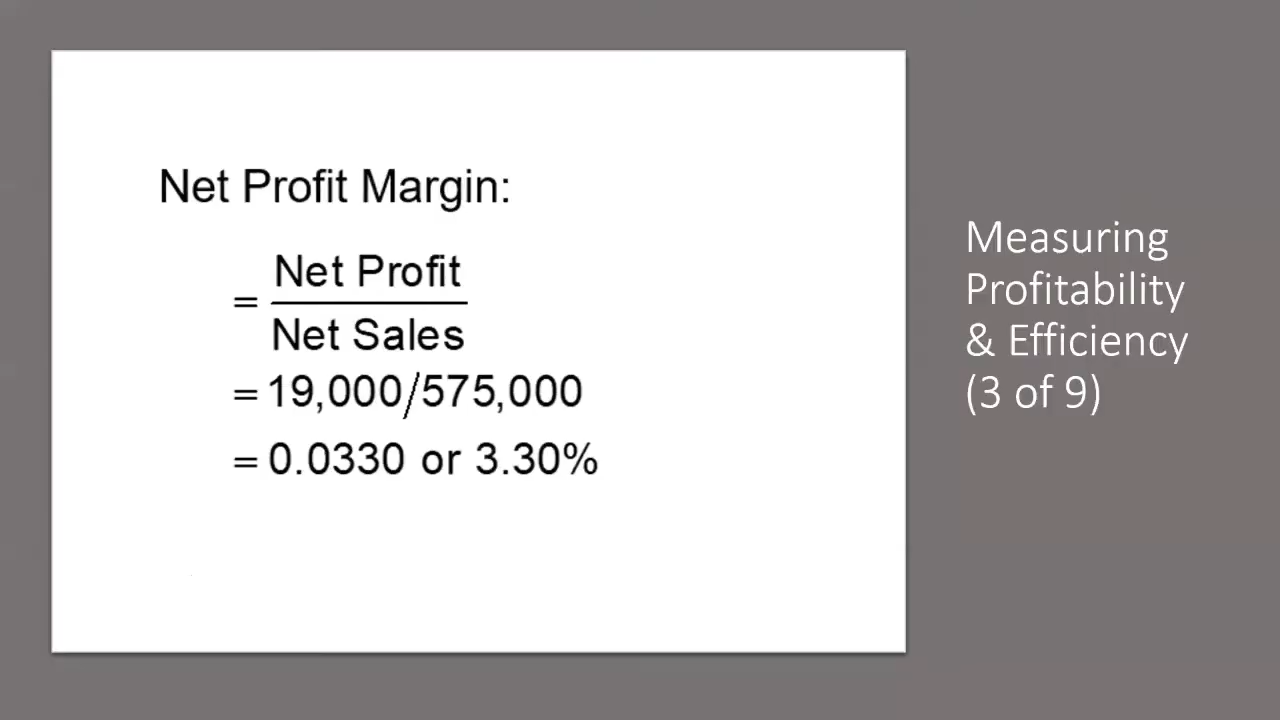 Net Profit Margin:
= Net Profit
Net Sales
= 19,000/575,000
= 0.0330 or 3.30%
Measuring
Profitability
& Efficiency
(3 of 9)